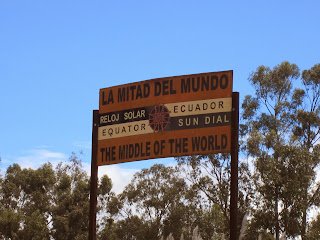 LA MITAD DEL MUNDO
RELOJ SOLAR ECUADOR
EQUATOR SUN DIAL
THE MIDDLE OF THE WORLD